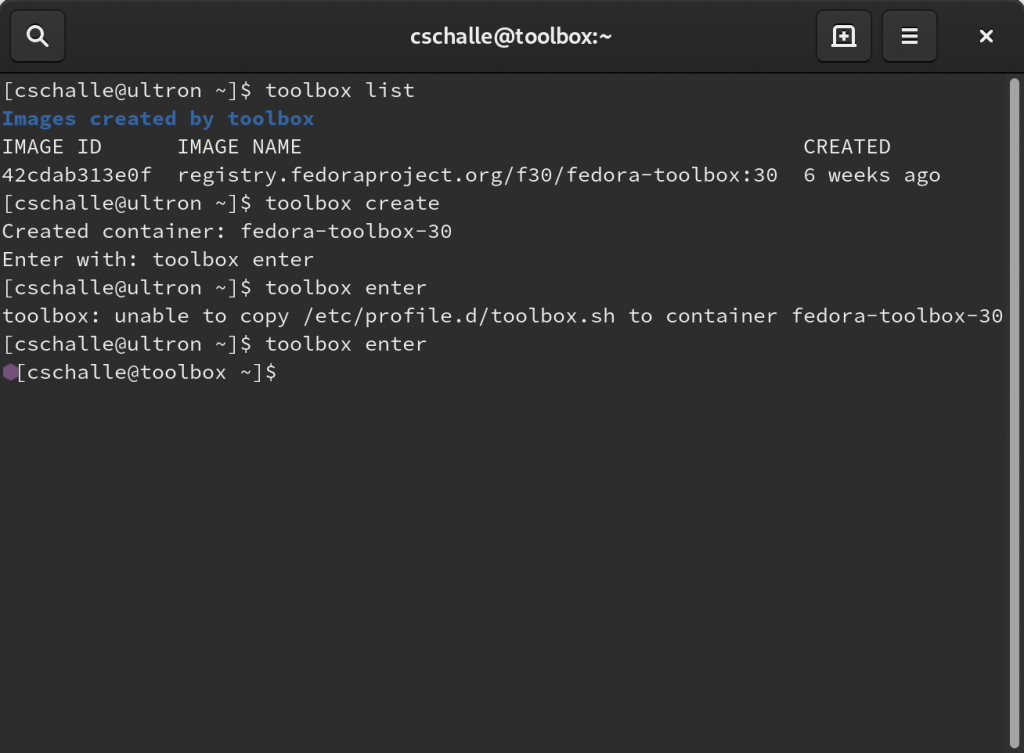 cschalle@toolbox:~
[cschalle@ultron ~]$ toolbox list
Images created by toolbox
IMAGE ID      IMAGE NAME                                        CREATED
42cdab313e0f  registry.fedoraproject.org/f30/fedora-toolbox:30  6 weeks ago
[cschalle@ultron ~]$ toolbox create
Created container: fedora-toolbox-30
Enter with: toolbox enter
[cschalle@ultron ~]$ toolbox enter
toolbox: unable to copy /etc/profile.d/toolbox.sh to container fedora-toolbox-30
[cschalle@ultron ~]$ toolbox enter
⬢[cschalle@toolbox ~]$